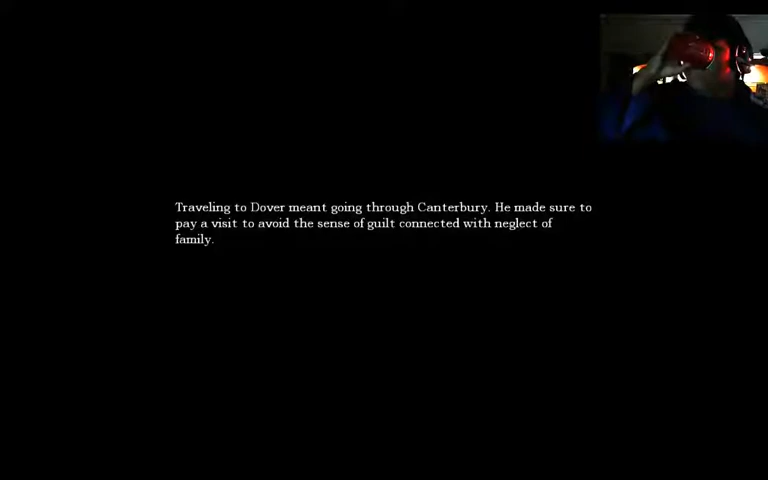 Traveling to Dover meant going through Canterbury. He made sure to
pay a visit to avoid the sense of guilt connected with neglect of
family.